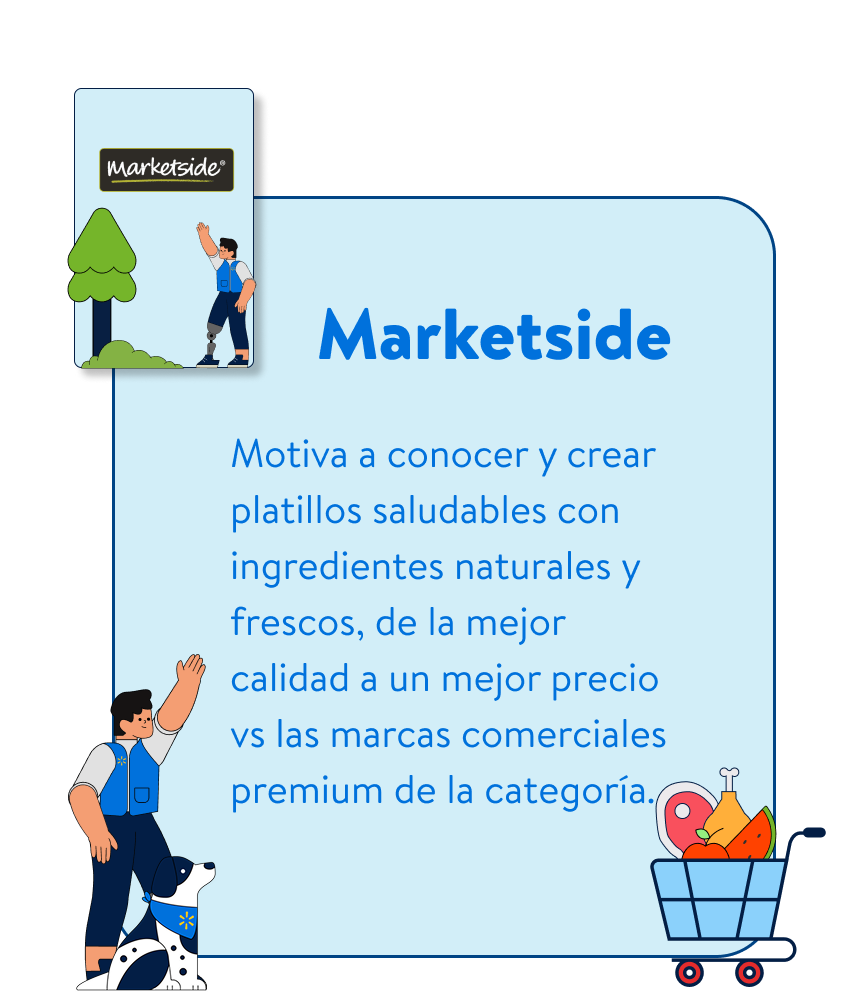 marketside®
Marketside
Motiva a conocer y crear
platillos saludables con
ingredientes naturales y
frescos, de la mejor
calidad a un mejor precio
vs las marcas comerciales
premium de la categoría.